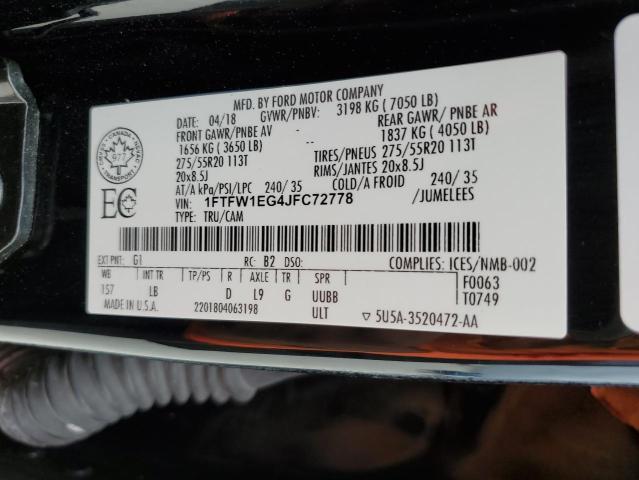 MFD. BY FORD MOTOR COMPANY
DATE: 04/18 GVWR/PNBV: 3198 KG ( 7050 LB)
FRONT GAWR/PNBE AV -- REAR GAWR/ PNBE AR
1656 KG ( 3650 LB) -- 1837 KG ( 4050 LB)
275/55R20 113T TIRES/PNEUS 275/55R20 113T
20x8.5J RIMS/JANTES 20x8.5J
AT/A kPa/PSI/LPC 240/ 35 COLD/A FROID 240/ 35
VIN: 1FTFW1EG4JFC72778 /JUMELEES
TYPE: TRU/CAM
CANADA
977
TRANSPORT
EC
EXT PNT: G1 RC: B2 DSO: COMPLIES: ICES/NMB-002
WB INT TR TP/PS R AXLE TR SPR F0063
157 LB D L9 G UUBB T0749
MADE IN U.S.A. 2201804063198 ULT ▽ 5U5A-3520472-AA